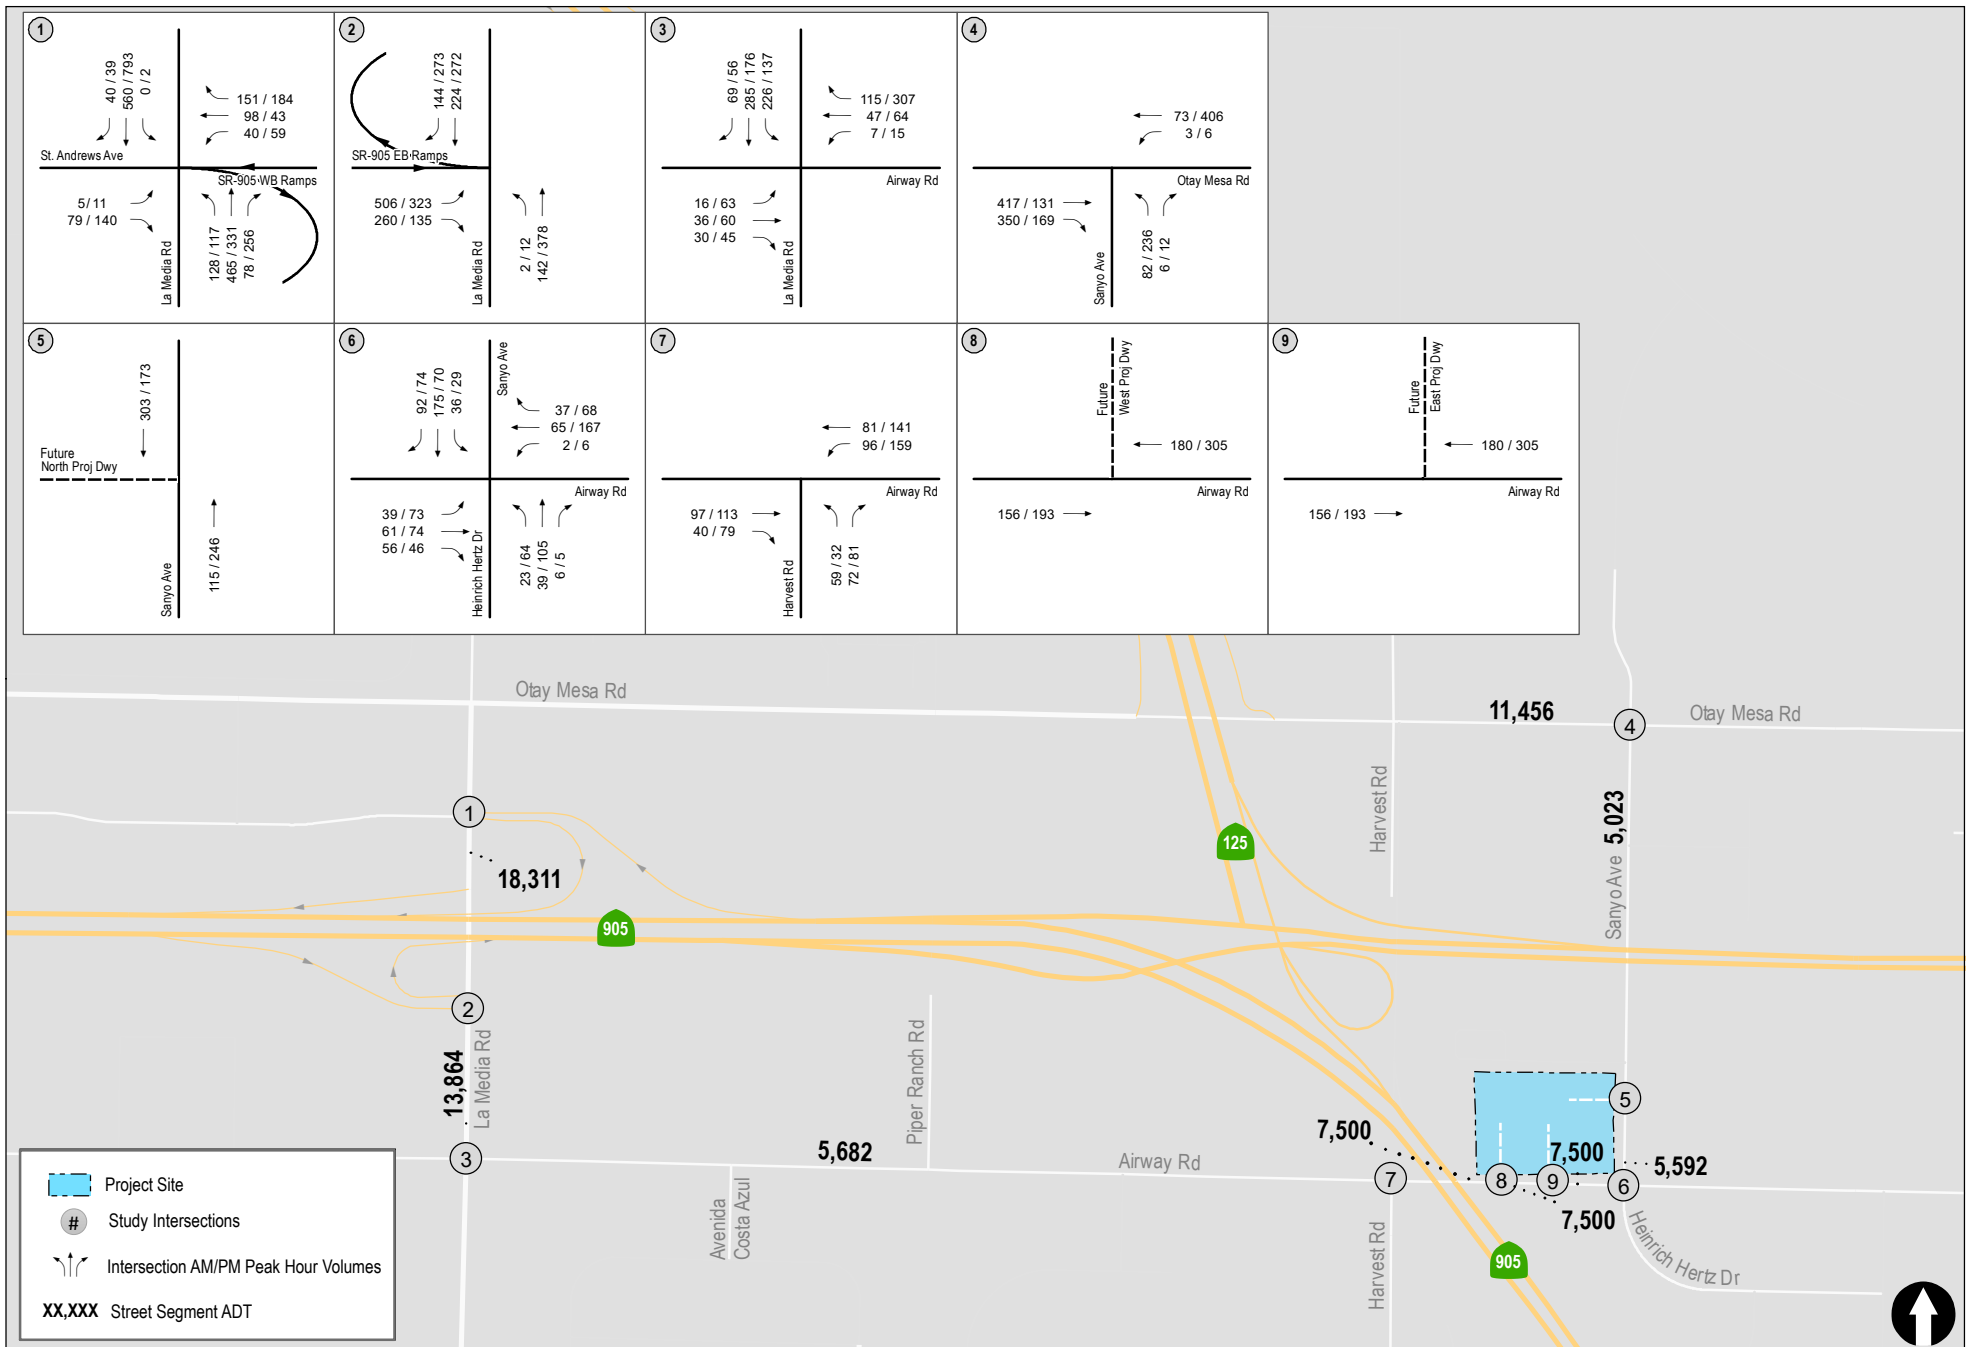 1
40 / 39
560 / 793
0 / 2
151 / 184
98 / 43
40 / 59
St. Andrews Ave
SR-905 WB Ramps
5/ 11
79 / 140
La Media Rd
128 / 117
465 / 331
78 / 256
2
144 / 273
224 / 272
SR-905 EB Ramps
506 / 323
260 / 135
La Media Rd
2 / 12
142 / 378
3
69 / 56
285 / 176
226 / 137
115 / 307
47 / 64
7 / 15
Airway Rd
16 / 63
36 / 60
30 / 45
La Media Rd
4
73 / 406
3 / 6
Otay Mesa Rd
417 / 131
350 / 169
Sanyo Ave
82 / 236
6 / 12
5
303 / 173
Future
North Proj Dwy
Sanyo Ave
115 / 246
6
92 / 74
175 / 70
36 / 29
Sanyo Ave
37 / 68
65 / 167
2 / 6
Airway Rd
39 / 73
61 / 74
56 / 46
Heinrich Hertz Dr
23 / 64
39 / 105
6 / 5
7
81 / 141
96 / 159
Airway Rd
97 / 113
40 / 79
Harvest Rd
59 / 32
72 / 81
8
Future
West Proj Dwy
180 / 305
Airway Rd
156 / 193
9
Future
East Proj Dwy
180 / 305
Airway Rd
156 / 193
Otay Mesa Rd
11,456
4
Otay Mesa Rd
Harvest Rd
5,023
Sanyo Ave
1
18,311
125
905
2
13,864
La Media Rd
Piper Ranch Rd
3
5,682
Avenida
Costa Azul
Airway Rd
7,500
7
Harvest Rd
5
7,500
8
9
6
5,592
7,500
Heinrich Hertz Dr
905
Project Site
# Study Intersections
Intersection AM/PM Peak Hour Volumes
XX,XXX Street Segment ADT